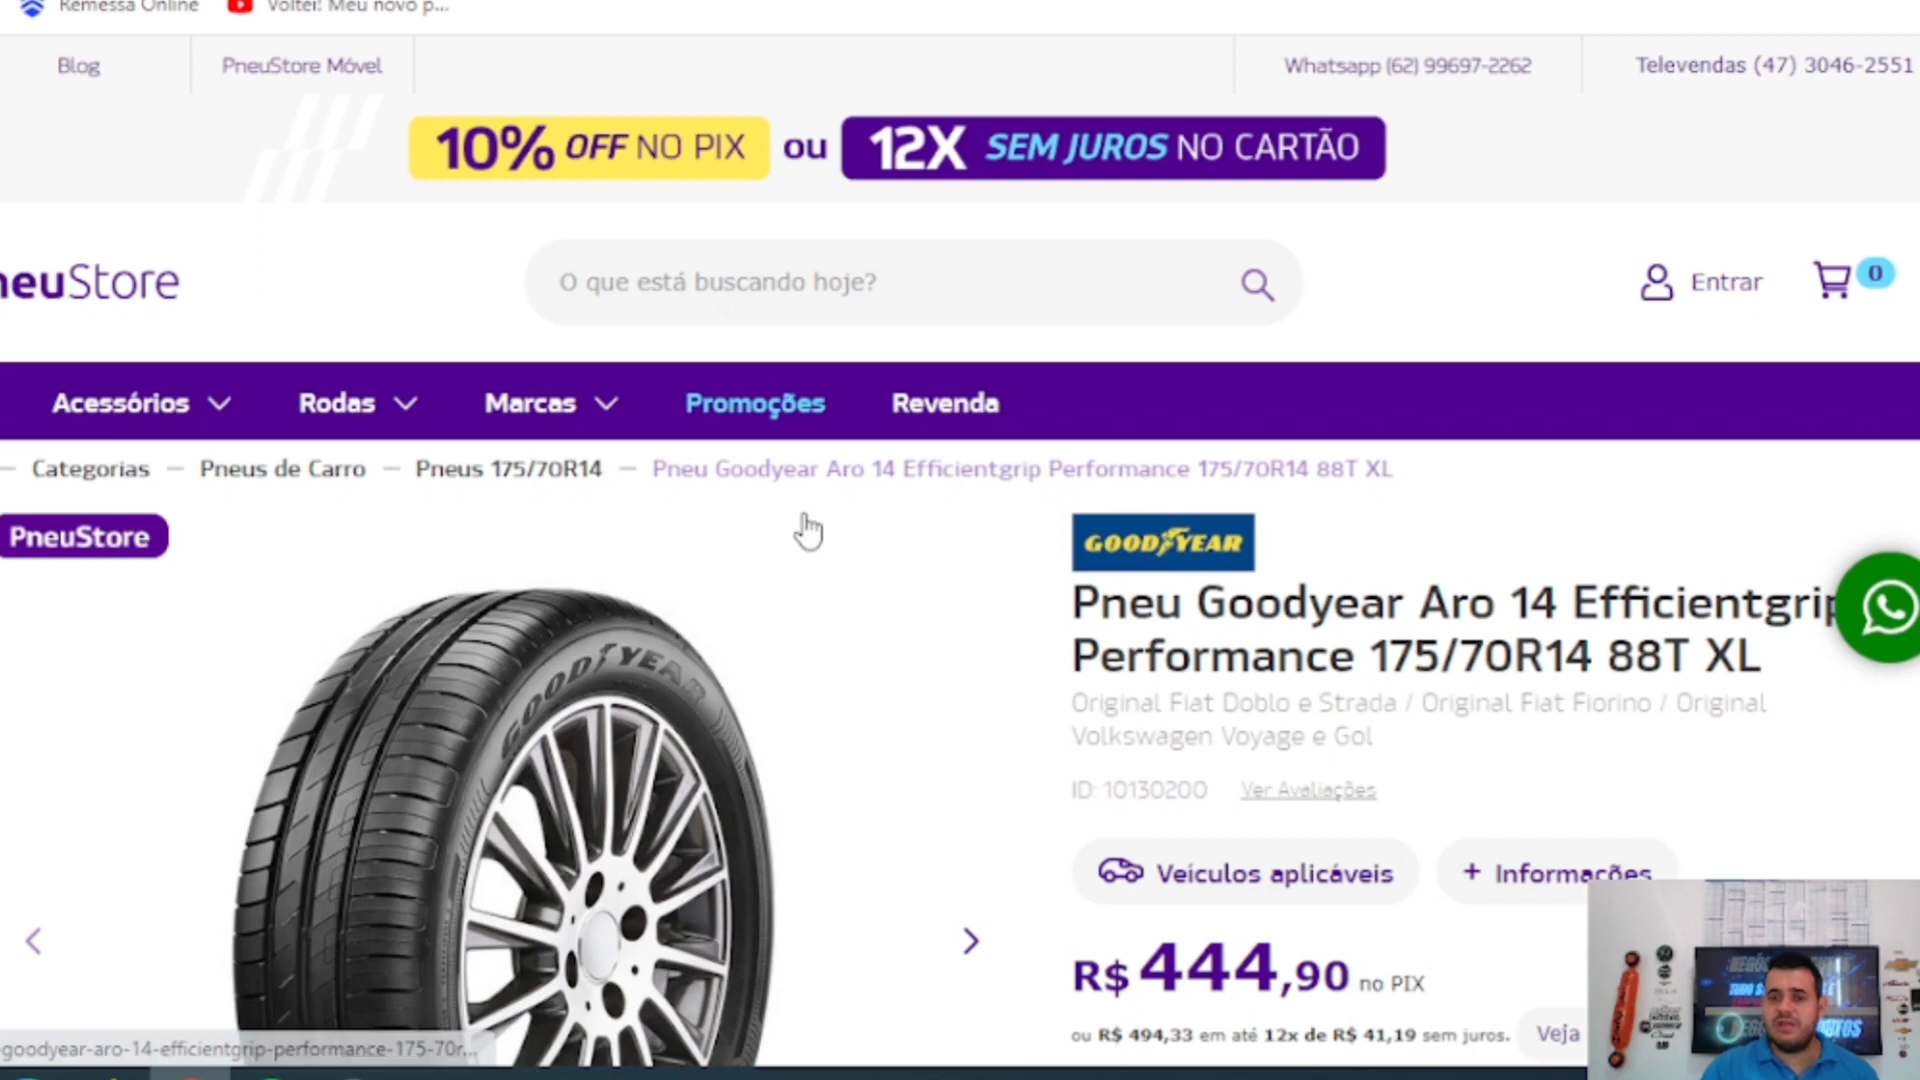 Remessa Online
Voltei! Meu novo p...
Blog
PneuStore Móvel
Whatsapp (62) 99697-2262
Televendas (47) 3046-2551
10% OFF NO PIX ou 12X SEM JUROS NO CARTÃO
neuStore
O que está buscando hoje?
Entrar
0
Acessórios
Rodas
Marcas
Promoções
Revenda
— Categorias — Pneus de Carro — Pneus 175/70R14 — Pneu Goodyear Aro 14 Efficientgrip Performance 175/70R14 88T XL
PneuStore
GOODYEAR
GOODYEAR
Pneu Goodyear Aro 14 Efficientgrip
Performance 175/70R14 88T XL
Original Fiat Doblo e Strada / Original Fiat Fiorino / Original
Volkswagen Voyage e Gol
ID: 10130200
Ver Avaliações
Veículos aplicáveis
+ Informações
R$ 444,90 no PIX
ou R$ 494,33 em até 12x de R$ 41,19 sem juros.
Veja
goodyear-aro-14-efficientgrip-performance-175-70r...